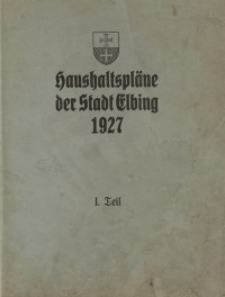 Haushaltspläne
der Stadt Elbing
1927
I. Teil